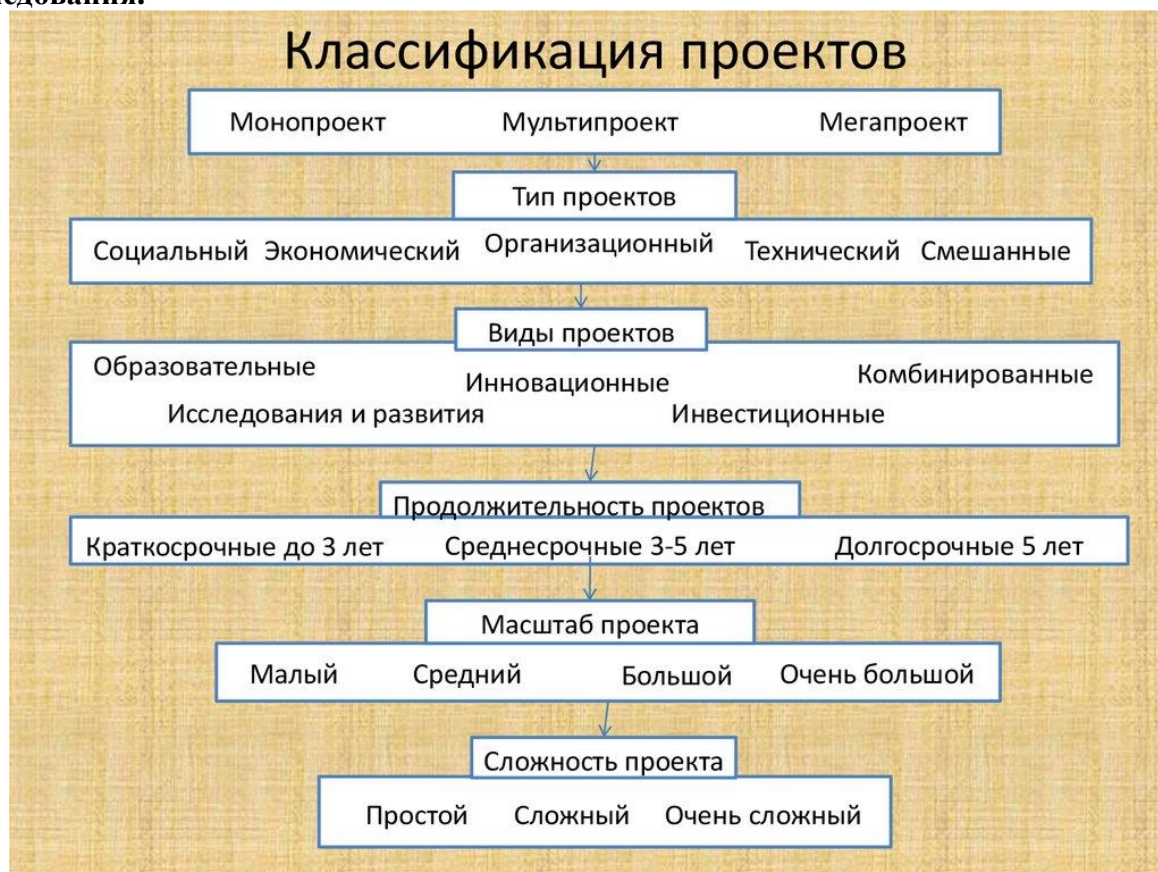 Классификация проектов
Монопроект Мультипроект Мегапроект
Тип проектов
Социальный Экономический Организационный Технический Смешанные
Виды проектов
Образовательные Инновационные Комбинированные
Исследования и развития Инвестиционные
Продолжительность проектов
Краткосрочные до 3 лет Среднесрочные 3-5 лет Долгосрочные 5 лет
Масштаб проекта
Малый Средний Большой Очень большой
Сложность проекта
Простой Сложный Очень сложный